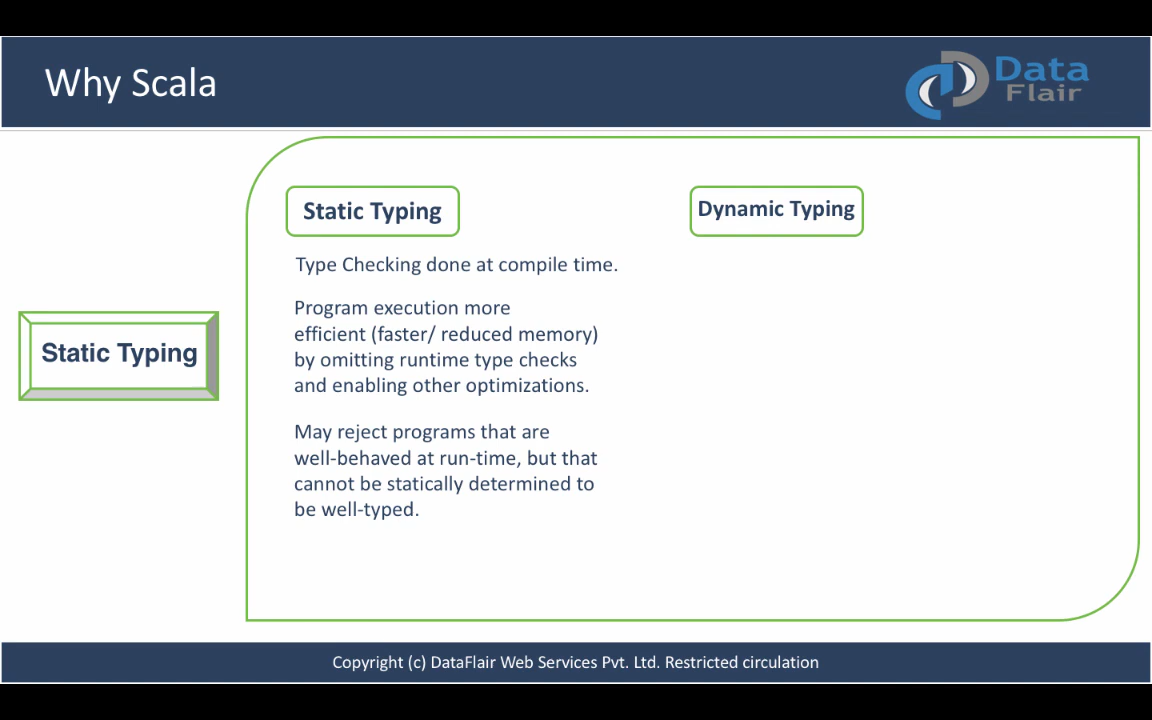 Why Scala
Data
Flair
Static Typing
Dynamic Typing
Type Checking done at compile time.
Program execution more
efficient (faster/ reduced memory)
by omitting runtime type checks
and enabling other optimizations.
Static Typing
May reject programs that are
well-behaved at run-time, but that
cannot be statically determined to
be well-typed.
Copyright (c) DataFlair Web Services Pvt. Ltd. Restricted circulation